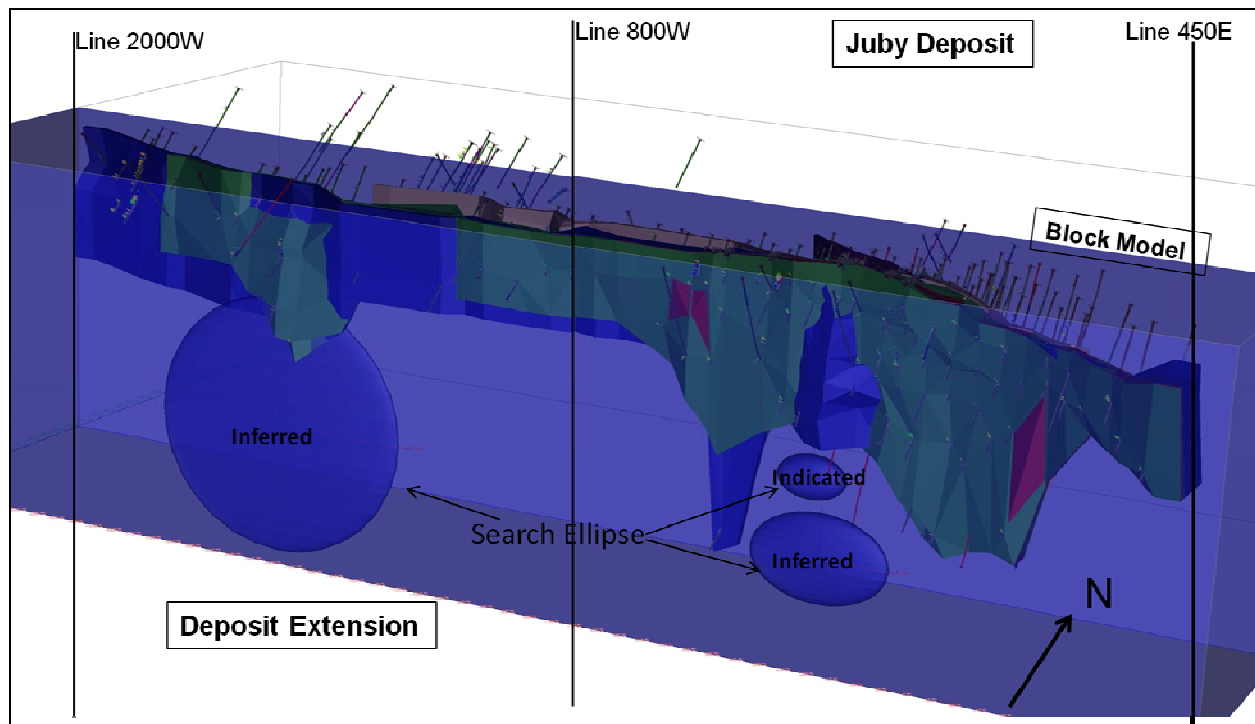 Line 2000W
Line 800W
Juby Deposit
Line 450E
Block Model
Inferred
Indicated
Search Ellipse
Inferred
Deposit Extension
N